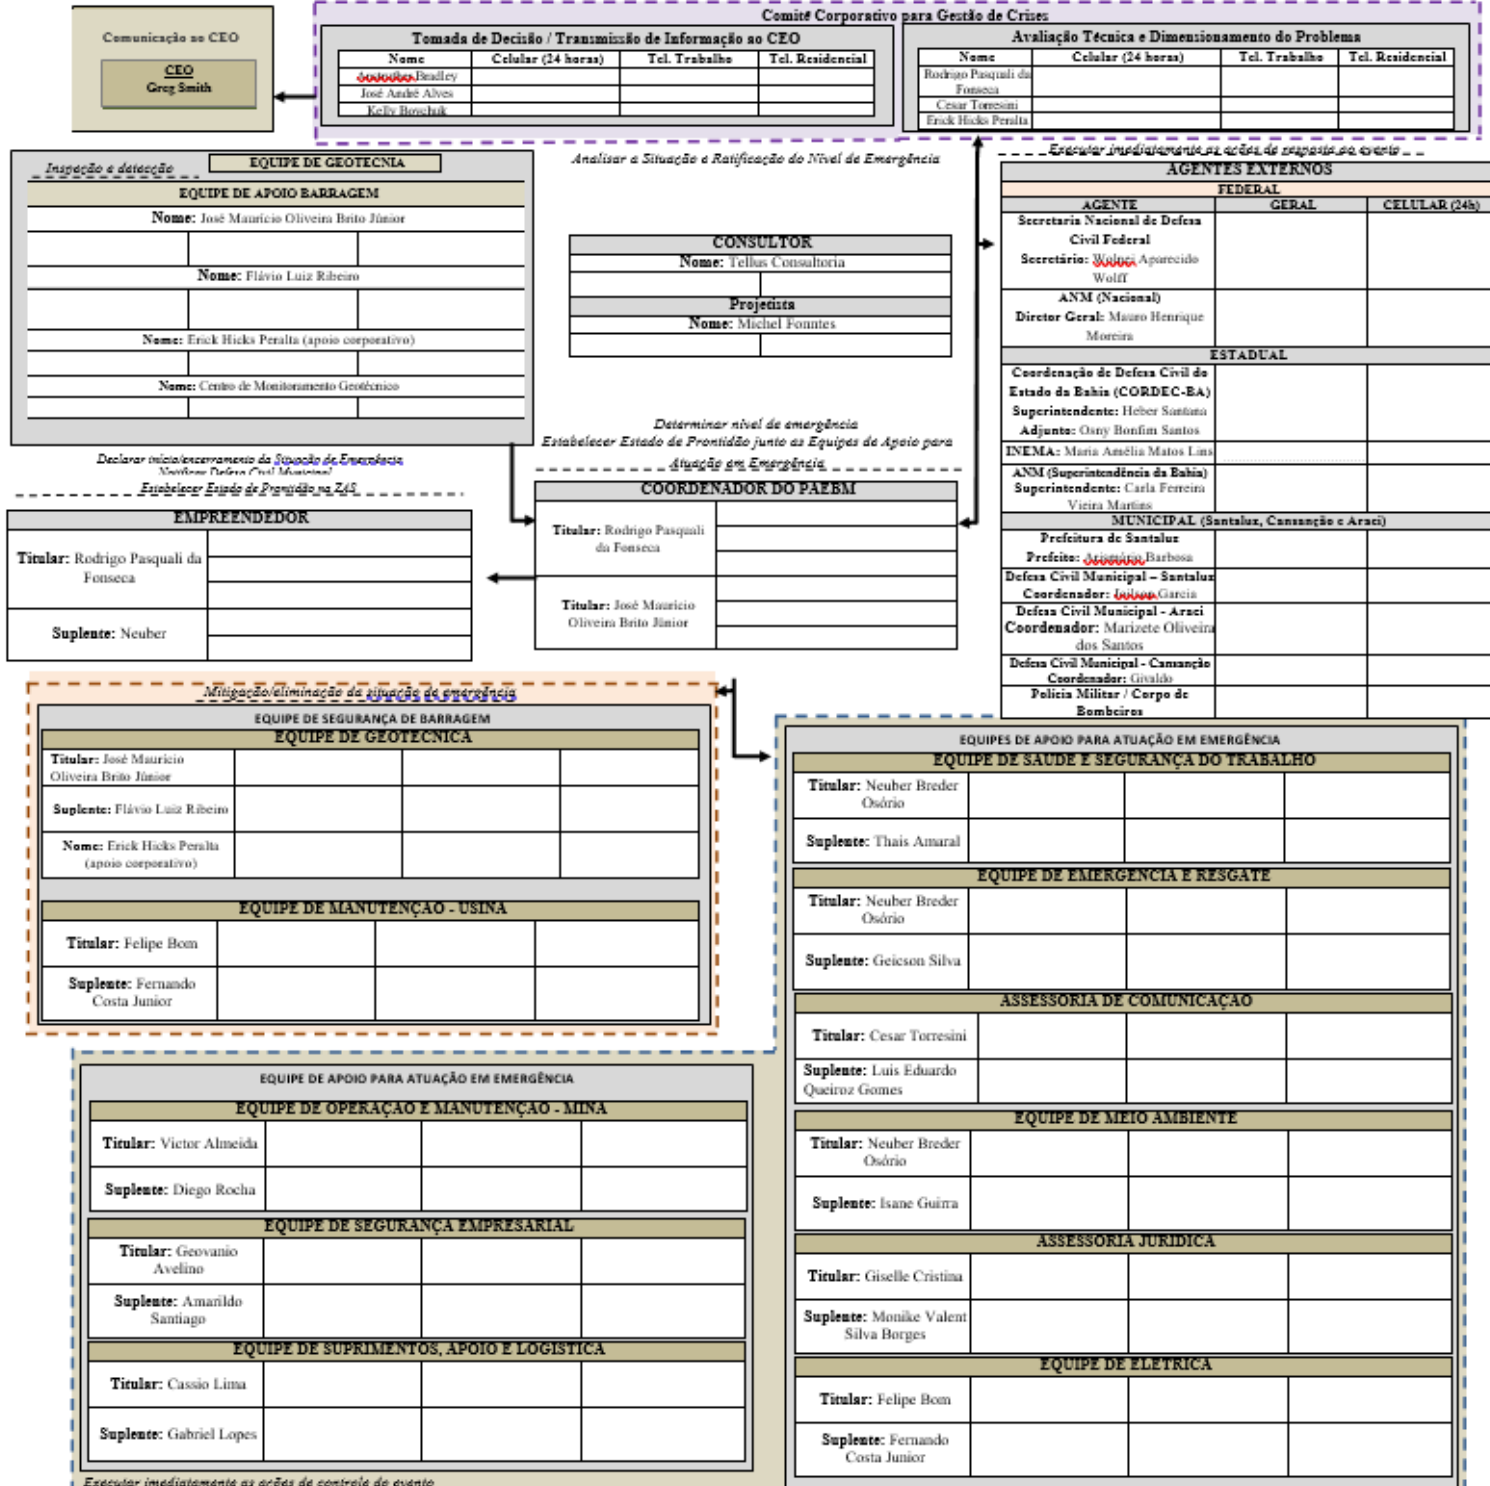 Comunicação ao CEO
CEO
Greg Smith
Comitê Corporativo para Gestão de Crises
Tomada de Decisão / Transmissão de Informação ao CEO
Nome Celular (24 horas) Tel. Trabalho Tel. Residencial
Bradley
José André Alves
Kelly Boychuk
Avaliação Técnica e Dimensionamento do Problema
Nome Celular (24 horas) Tel. Trabalho Tel. Residencial
Rodrigo Pasquali da
Fonseca
Cesar Torresini
Erick Hicks Peralta
Inspeção e detecção
EQUIPE DE GEOTECNIA
EQUIPE DE APOIO BARRAGEM
Nome: José Maurício Oliveira Brito Júnior
Nome: Flávio Luiz Ribeiro
Nome: Erick Hicks Peralta (apoio corporativo)
Nome: Centro de Monitoramento Geotécnico
Analisar a Situação e Ratificação do Nível de Emergência
CONSULTOR
Nome: Tellus Consultoria
Projetista
Nome: Michel Fonntes
Executar imediatamente as ações de resposta ao evento
AGENTES EXTERNOS
FEDERAL
AGENTE GERAL CELULAR (24h)
Secretaria Nacional de Defesa
Civil Federal
Secretário: Wolnei Aparecido
Wolff
ANM (Nacional)
Diretor Geral: Mauro Henrique
Moreira
ESTADUAL
Coordenação de Defesa Civil do
Estado da Bahia (CORDEC-BA)
Superintendente: Heber Santana
Adjunto: Osny Bonfim Santos
INEMA: Maria Amélia Matos Lins
ANM (Superintendência da Bahia)
Superintendente: Carla Ferreira
Vieira Martins
MUNICIPAL (Santaluz, Cansanção e Araci)
Prefeitura de Santaluz
Prefeito: Arismário Barbosa
Defesa Civil Municipal – Santaluz
Coordenador: Joilson Garcia
Defesa Civil Municipal - Araci
Coordenador: Marizete Oliveira
dos Santos
Defesa Civil Municipal - Cansanção
Coordenador: Givaldo
Polícia Militar / Corpo de
Bombeiros
Determinar nível de emergência
Estabelecer Estado de Prontidão junto as Equipes de Apoio para
Atuação em Emergência
COORDENADOR DO PAEBM
Titular: Rodrigo Pasquali
da Fonseca
Titular: José Maurício
Oliveira Brito Júnior
Declarar início/encerramento da Situação de Emergência
Notificar Defesa Civil Municipal
Estabelecer Estado de Prontidão na ZAS
EMPREENDEDOR
Titular: Rodrigo Pasquali da
Fonseca
Suplente: Neuber
Mitigação/eliminação da situação de emergência
EQUIPE DE SEGURANÇA DE BARRAGEM
EQUIPE DE GEOTECNICA
Titular: José Maurício
Oliveira Brito Júnior
Suplente: Flávio Luiz Ribeiro
Nome: Erick Hicks Peralta
(apoio corporativo)
EQUIPE DE MANUTENÇÃO - USINA
Titular: Felipe Bom
Suplente: Fernando
Costa Junior
EQUIPES DE APOIO PARA ATUAÇÃO EM EMERGÊNCIA
EQUIPE DE SAÚDE E SEGURANÇA DO TRABALHO
Titular: Neuber Breder
Osório
Suplente: Thais Amaral
EQUIPE DE EMERGÊNCIA E RESGATE
Titular: Neuber Breder
Osório
Suplente: Geicson Silva
ASSESSORIA DE COMUNICAÇÃO
Titular: Cesar Torresini
Suplente: Luis Eduardo
Queiroz Gomes
EQUIPE DE MEIO AMBIENTE
Titular: Neuber Breder
Osório
Suplente: Isane Guirra
ASSESSORIA JURÍDICA
Titular: Giselle Cristina
Suplente: Monike Valent
Silva Borges
EQUIPE DE ELÉTRICA
Titular: Felipe Bom
Suplente: Fernando
Costa Junior
EQUIPE DE APOIO PARA ATUAÇÃO EM EMERGÊNCIA
EQUIPE DE OPERAÇÃO E MANUTENÇÃO - MINA
Titular: Victor Almeida
Suplente: Diego Rocha
EQUIPE DE SEGURANÇA EMPRESARIAL
Titular: Geovanio
Avelino
Suplente: Amarildo
Santiago
EQUIPE DE SUPRIMENTOS, APOIO E LOGÍSTICA
Titular: Cassio Lima
Suplente: Gabriel Lopes
Executar imediatamente as ações de controle do evento